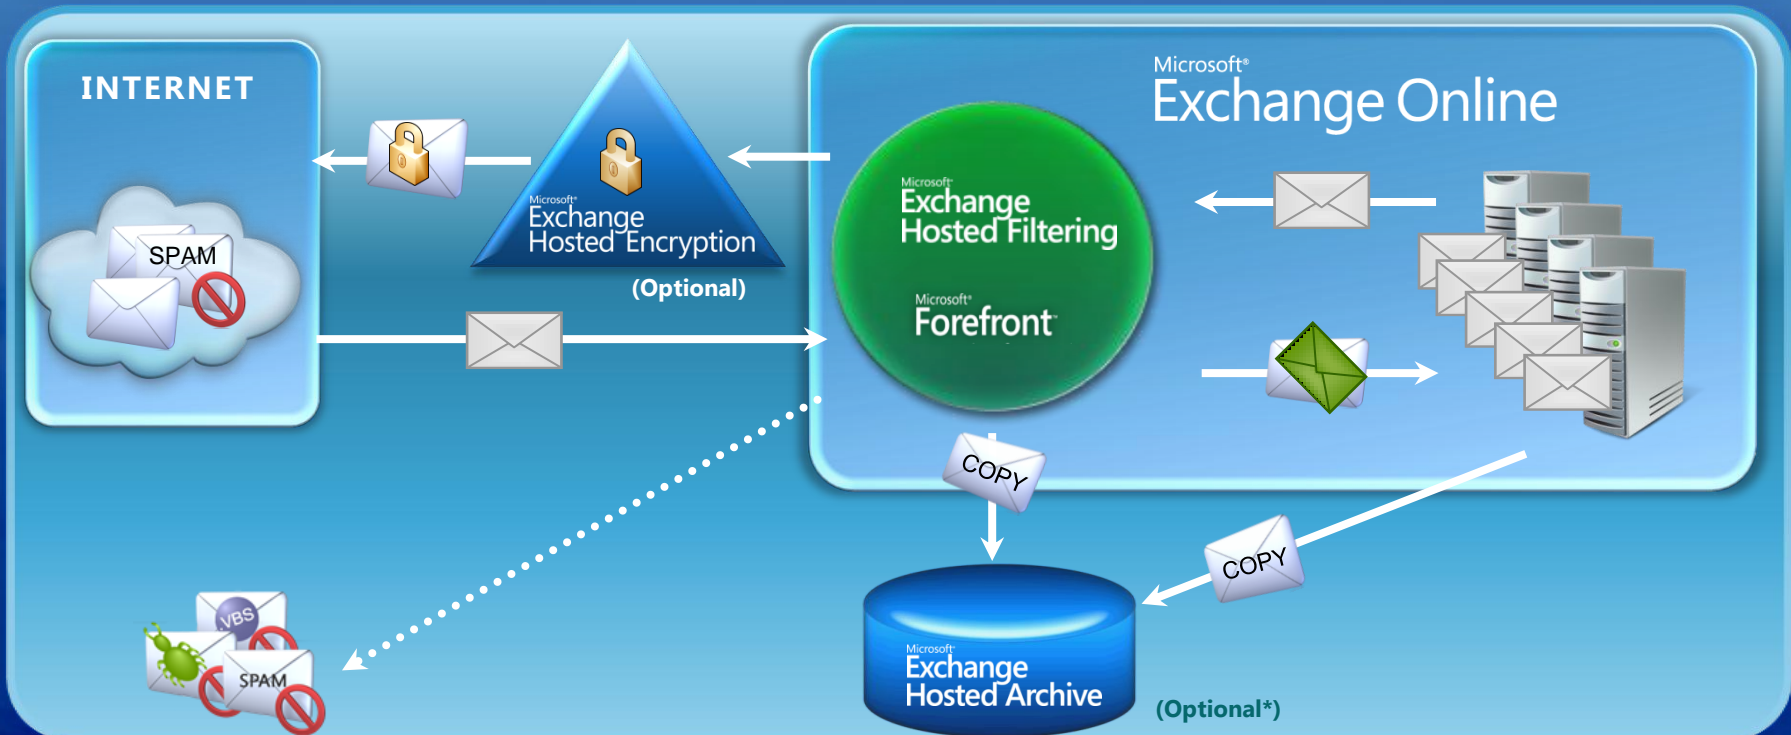 INTERNET
SPAM
Microsoft®
Exchange
Hosted Encryption
(Optional)
Microsoft®
Exchange Online
Microsoft®
Exchange
Hosted Filtering
Microsoft®
Forefront™
COPY
COPY
.VBS
SPAM
Microsoft®
Exchange
Hosted Archive
(Optional*)